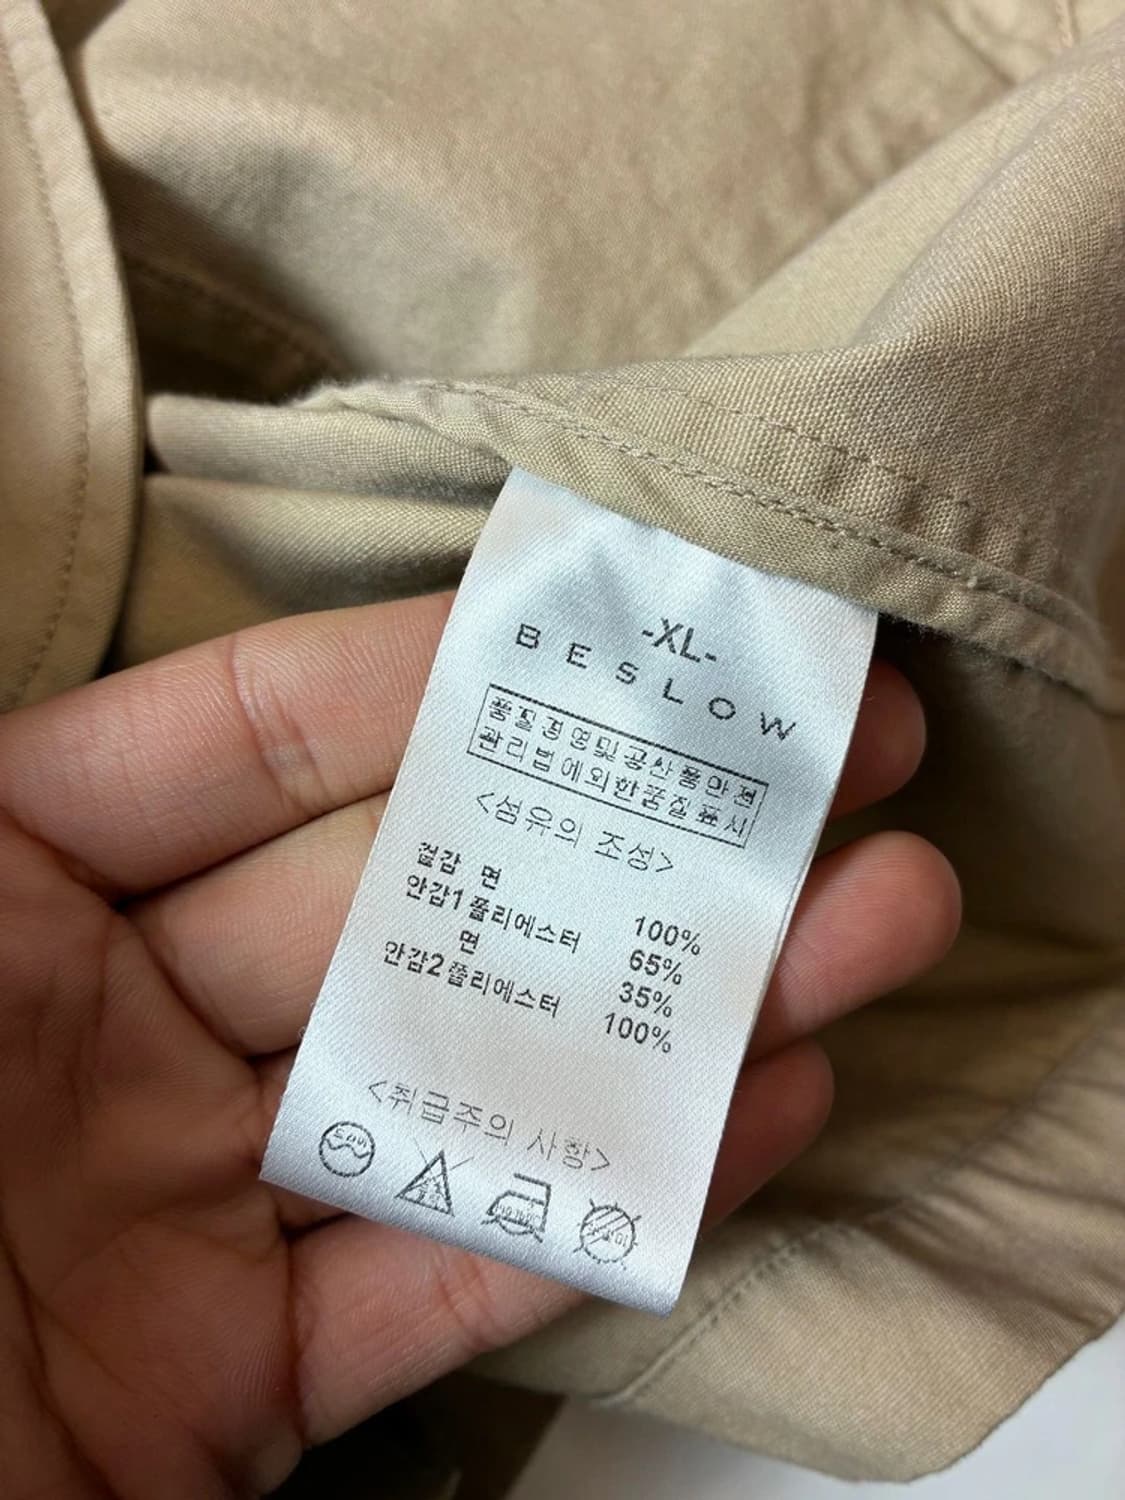 -XL-
BESLOW
품질경영및공산품안전
관리법에의한품질표시
<섬유의 조성>
겉감 면 100%
안감1 폴리에스터 65%
면 35%
안감2 폴리에스터 100%
<취급주의 사항>